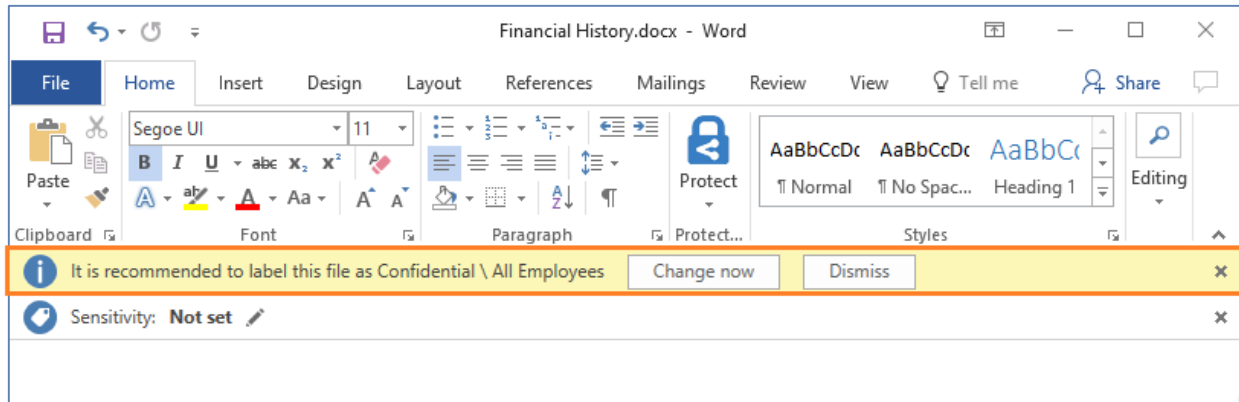 Financial History.docx - Word
File Home Insert Design Layout References Mailings Review View Tell me Share
Segoe UI 11
B I U abc X₂ X²
Paste Protect AaBbCcDc AaBbCcDc AaBbCc Editing
A aby A Aa A A A Z ¶ ¶ Normal ¶ No Spac... Heading 1
Clipboard Font Paragraph Protect... Styles
It is recommended to label this file as Confidential \ All Employees Change now Dismiss
Sensitivity: Not set